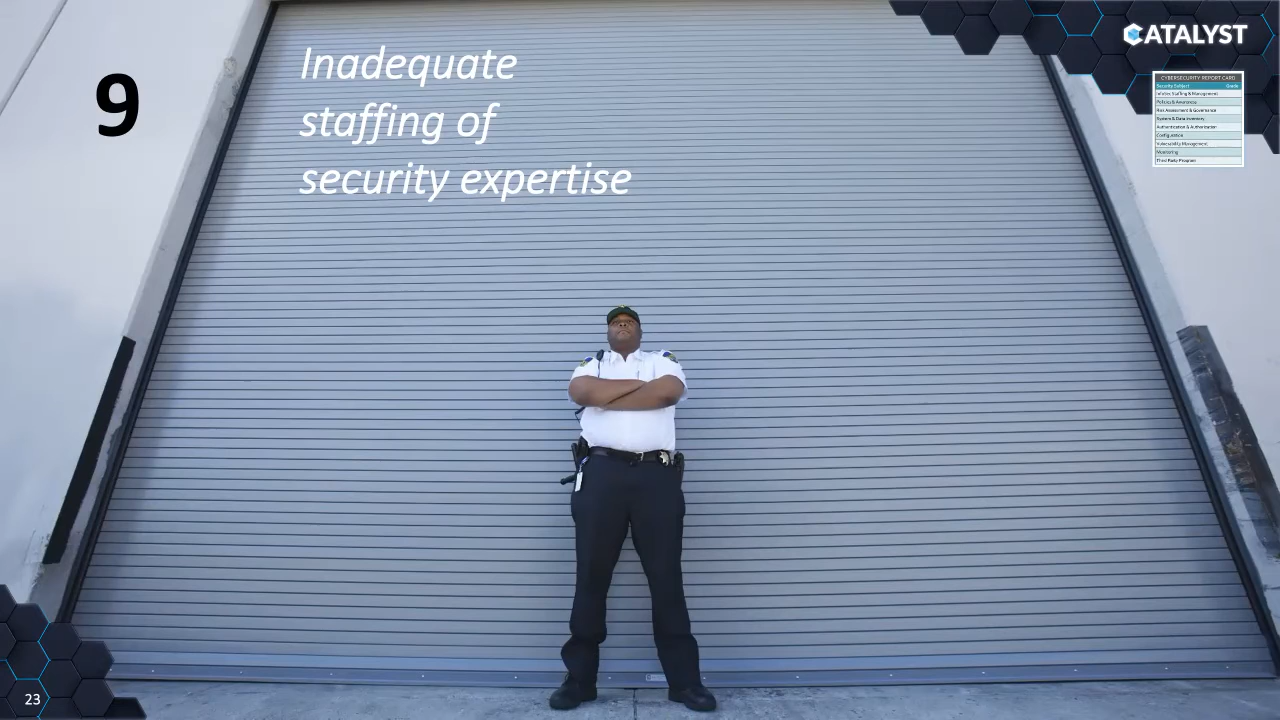 9
Inadequate
staffing of
security expertise
CATALYST
CYBERSECURITY REPORT CARD
Security Subject Grade
Infosec Staffing & Management
Policies & Awareness
Risk Assessment & Governance
System & Data Inventory
Authentication & Authorization
Configuration
Vulnerability Management
Monitoring
Third Party Program
23